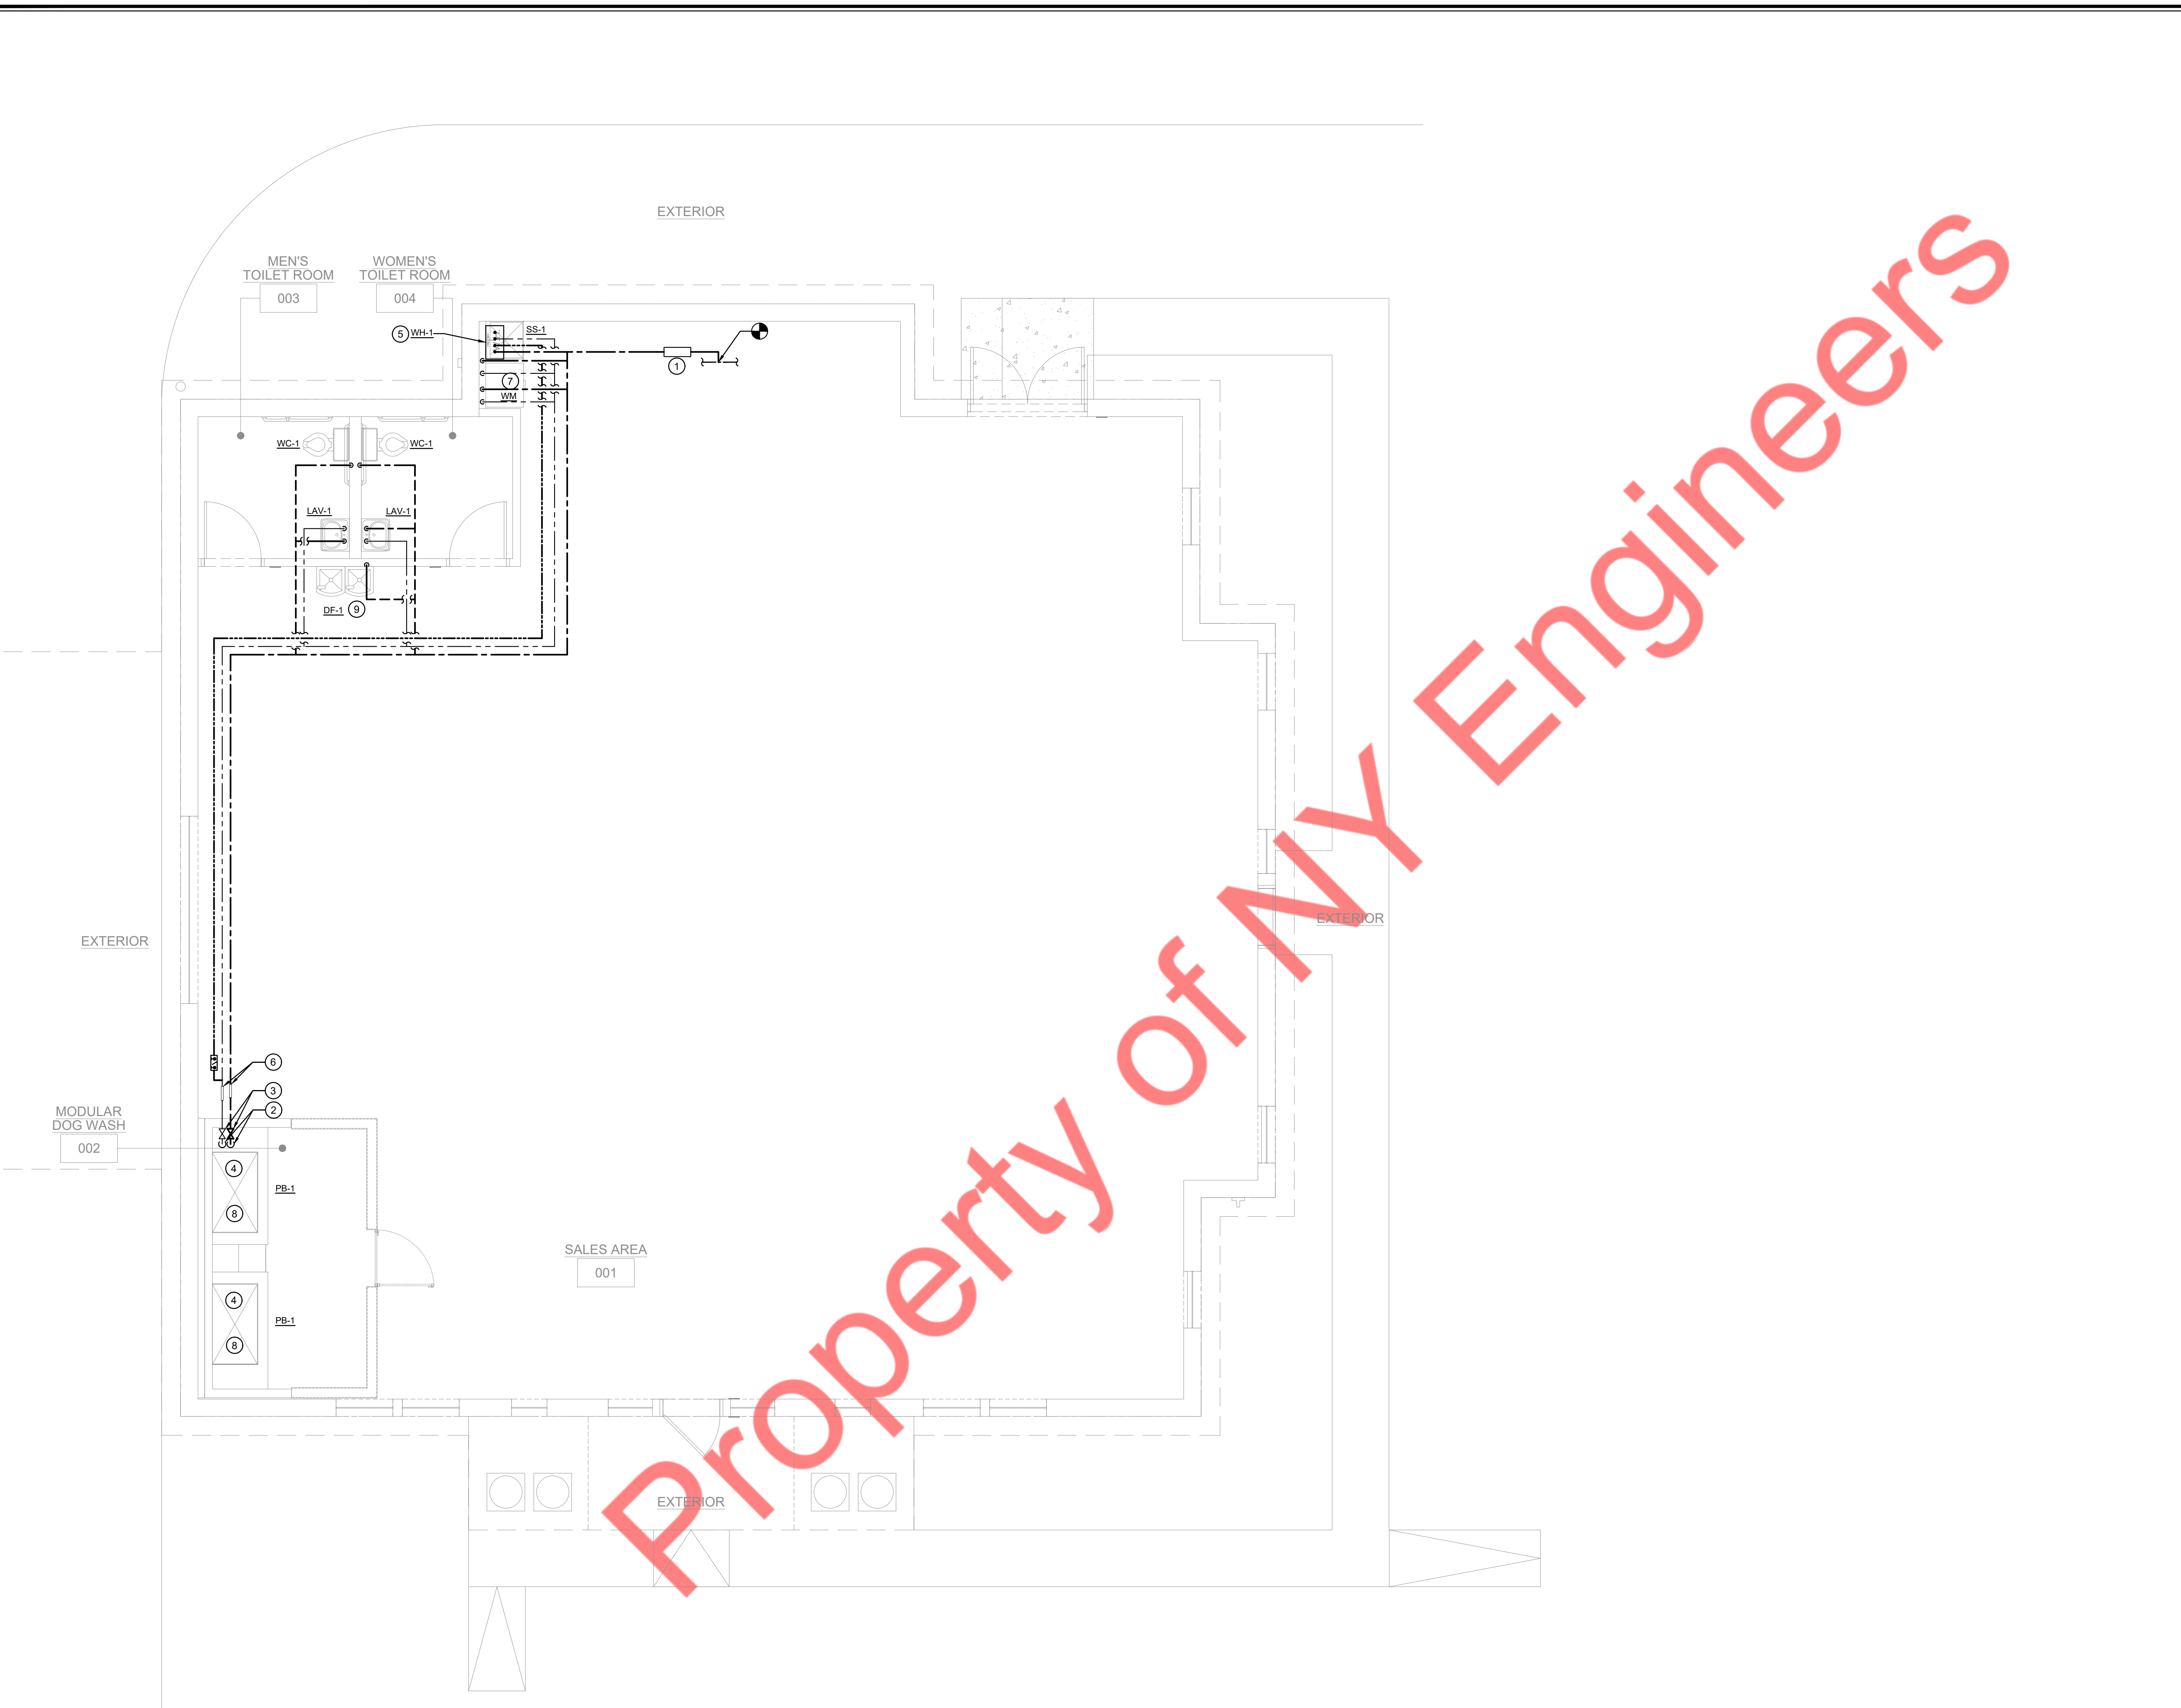 EXTERIOR
MEN'S
TOILET ROOM
003
WOMEN'S
TOILET ROOM
004
5 WH-1
SS-1
1
7
WM
WC-1
WC-1
LAV-1
LAV-1
DF-1 9
EXTERIOR
EXTERIOR
6
3
2
MODULAR
DOG WASH
002
4
PB-1
8
4
PB-1
8
SALES AREA
001
EXTERIOR
Property of NY Engineers